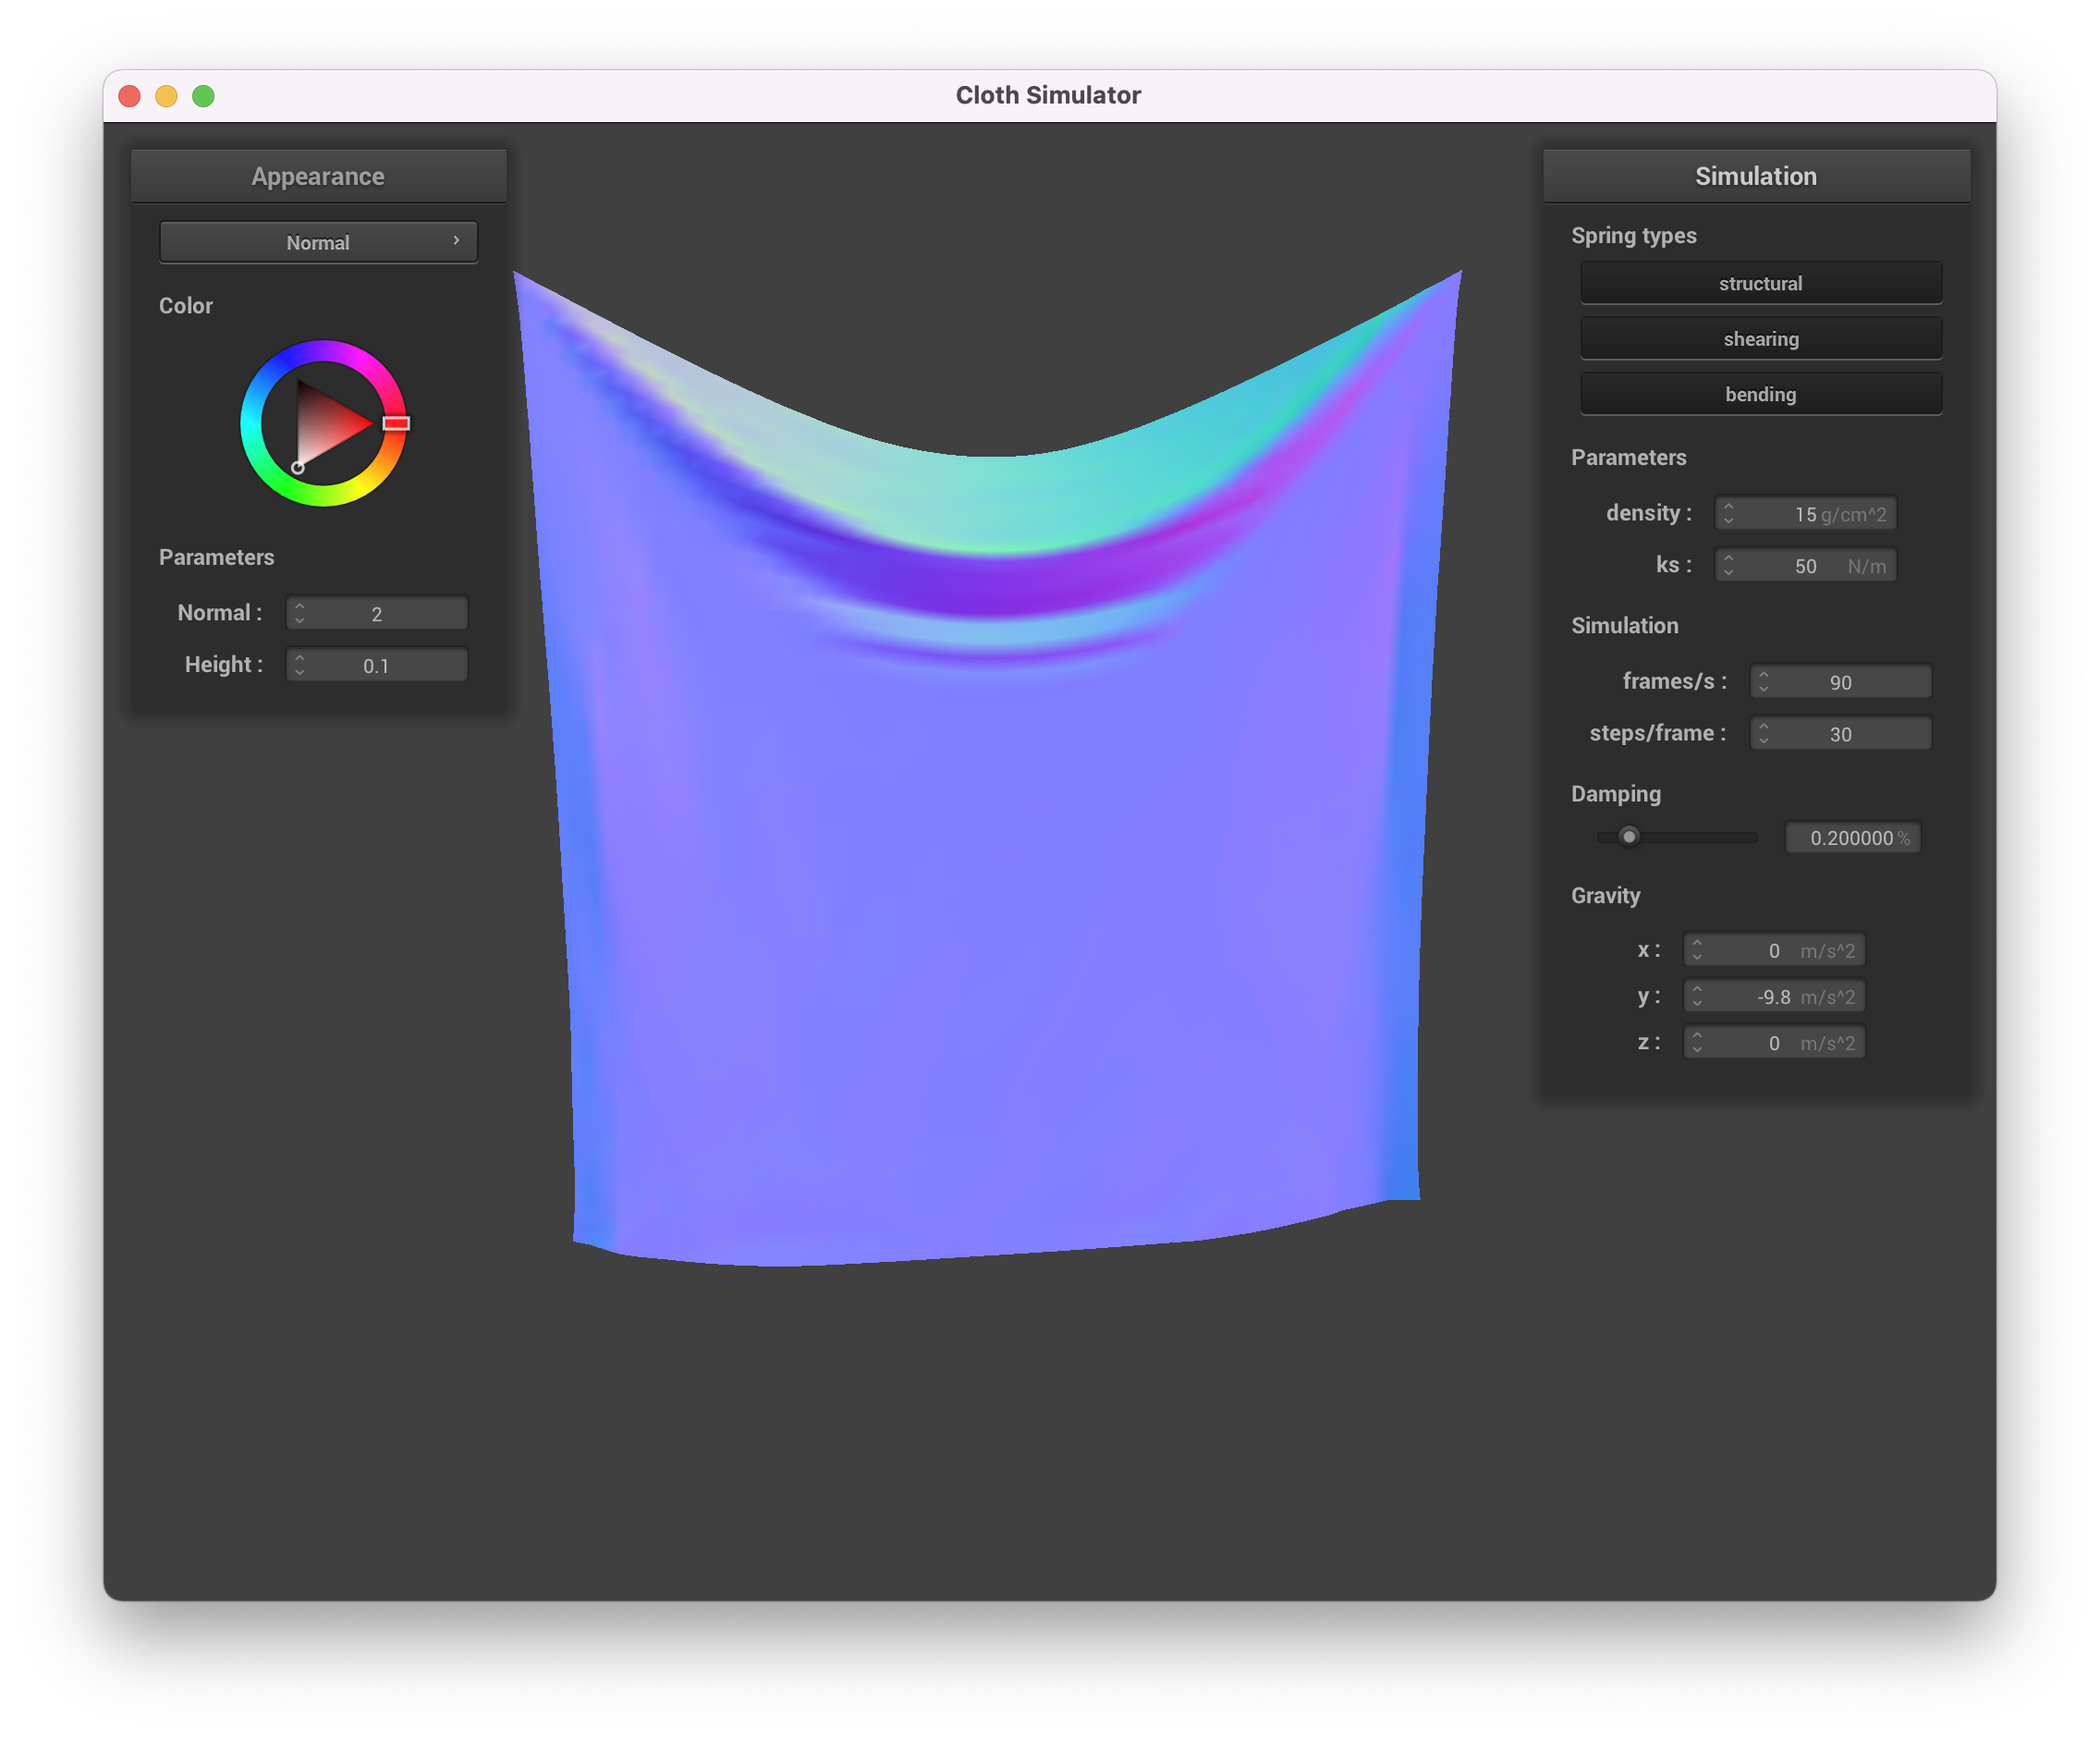 Cloth Simulator
Appearance
Normal
Color
Parameters
Normal : 2
Height : 0.1
Simulation
Spring types
structural
shearing
bending
Parameters
density : 15 g/cm^2
ks : 50 N/m
Simulation
frames/s : 90
steps/frame : 30
Damping
0.200000 %
Gravity
x : 0 m/s^2
y : -9.8 m/s^2
z : 0 m/s^2